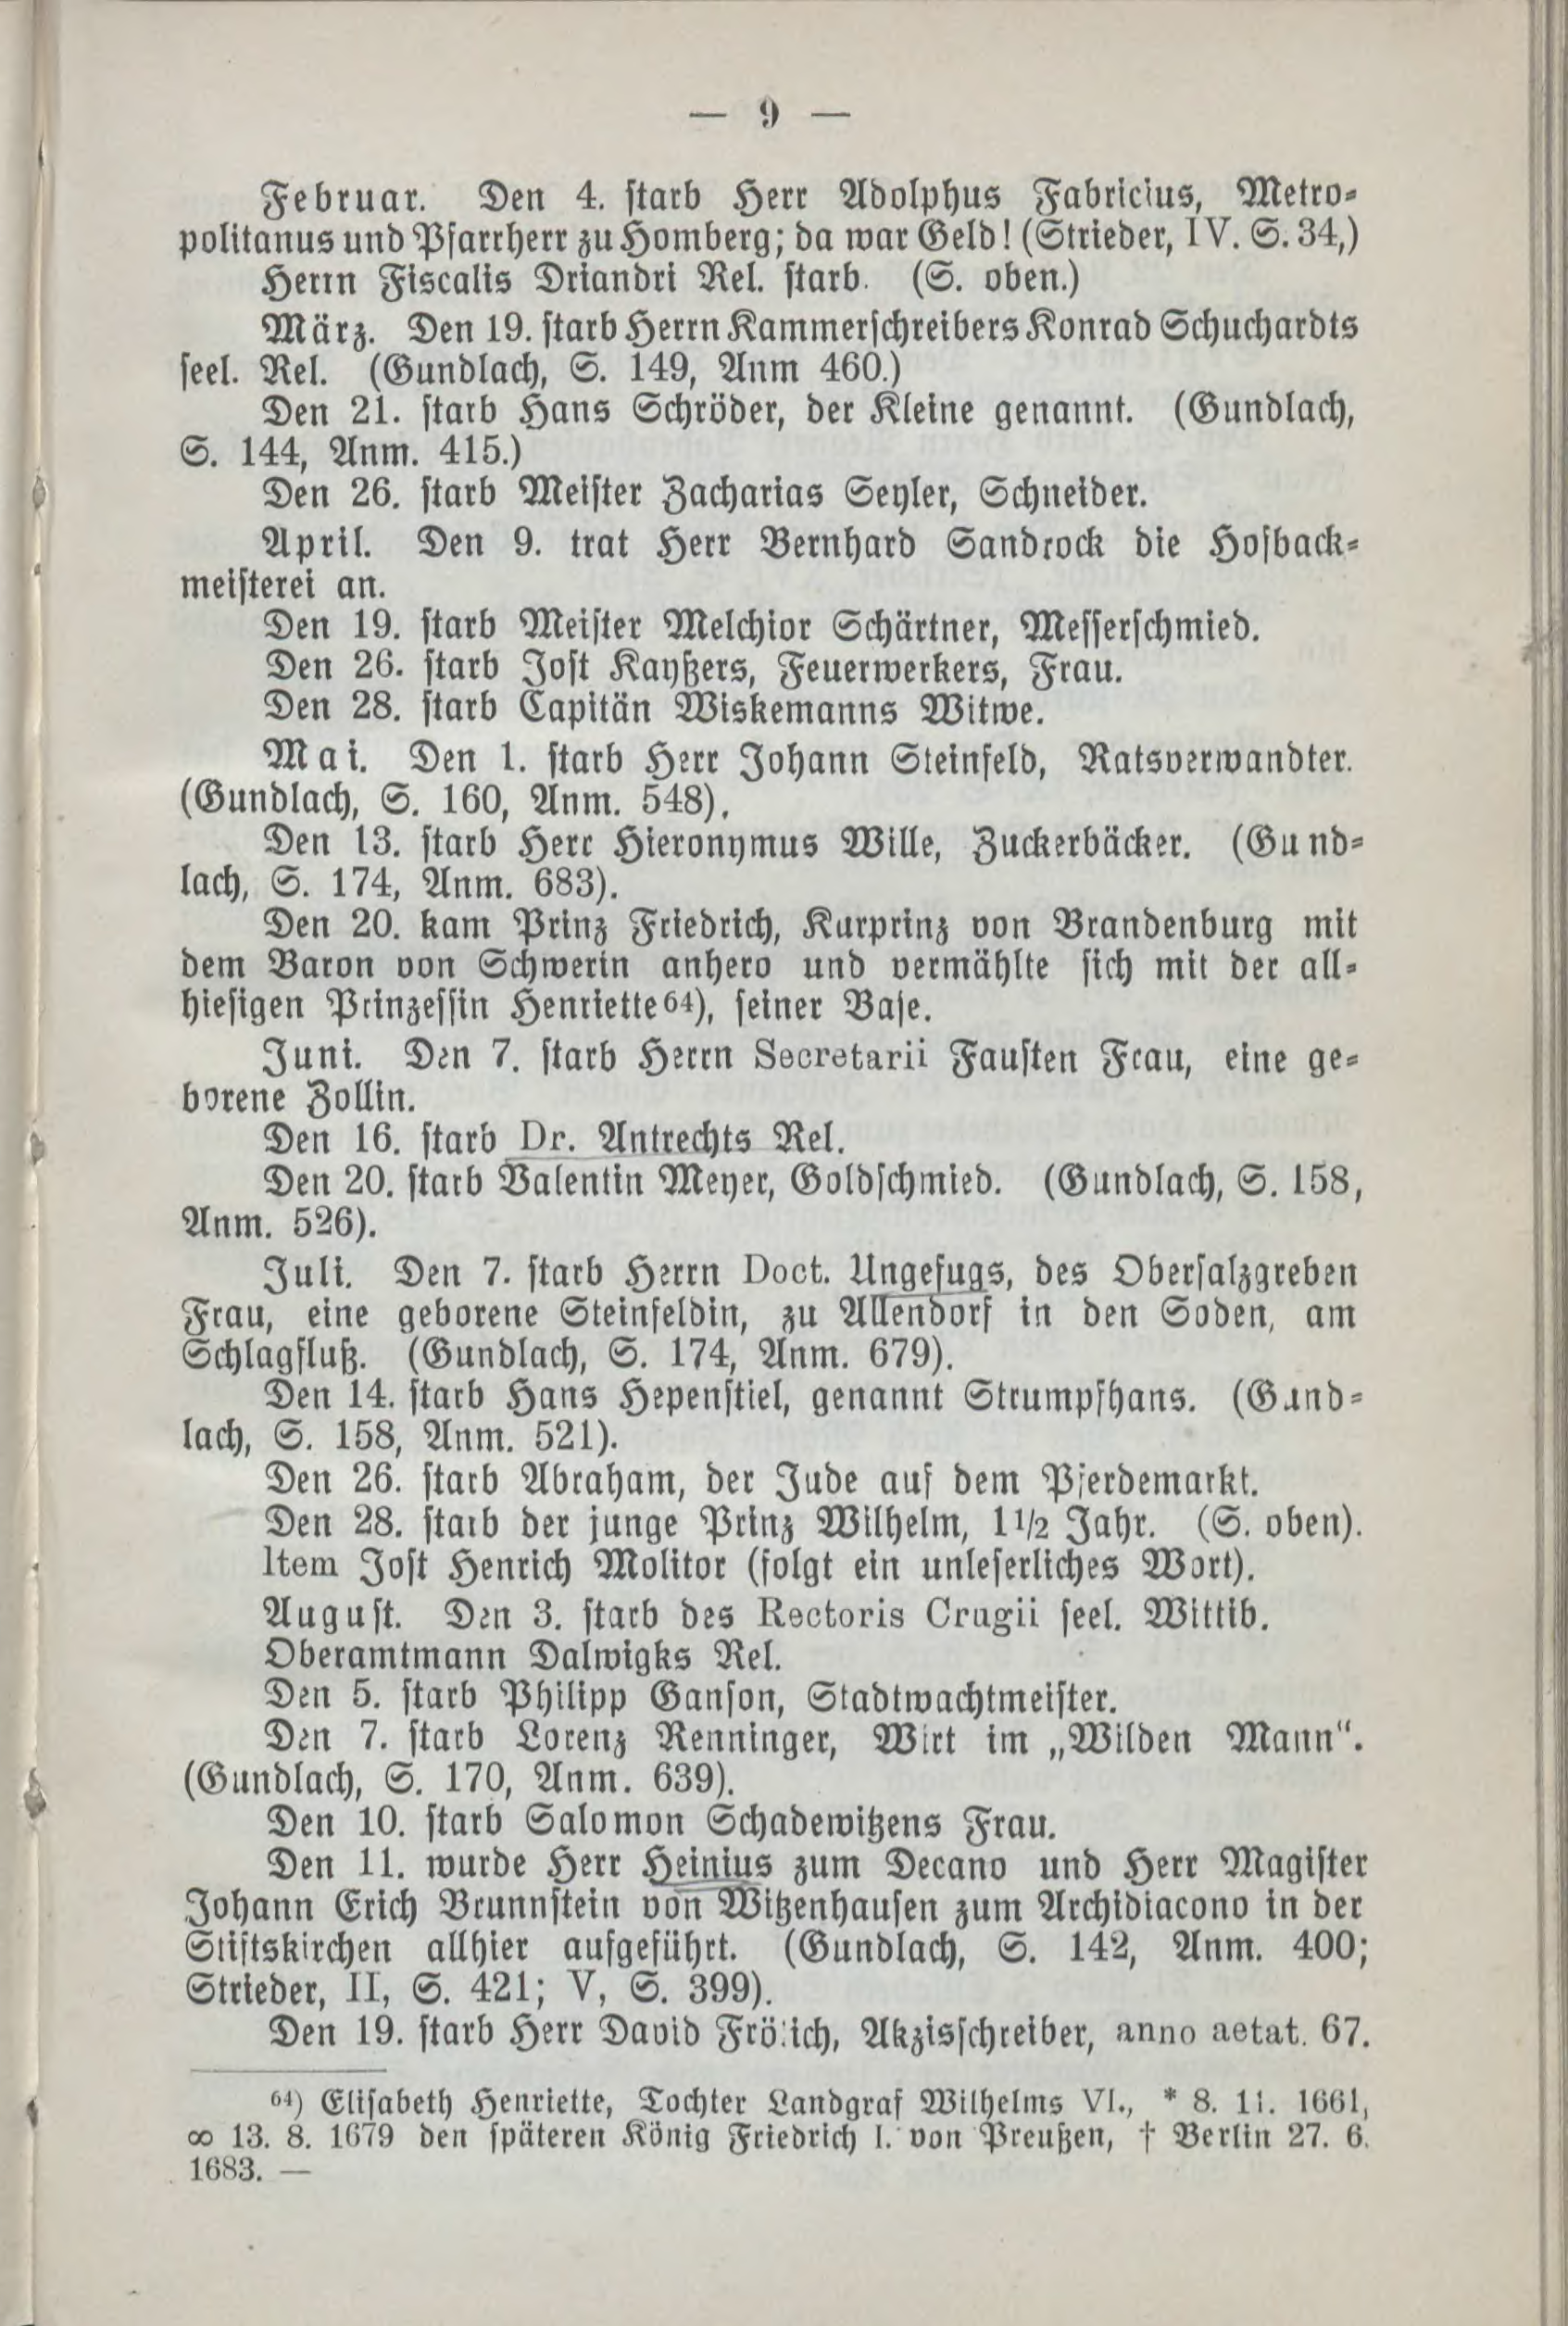 — 9 —
Februar. Den 4. starb Herr Adolphus Fabricius, Metro-
politanus und Pfarrherr zu Homberg; da war Geld! (Strieder, IV. S. 34,)
Herrn Fiscalis Driandri Rel. starb. (S. oben.)
März. Den 19. starb Herrn Kammerschreibers Konrad Schuchardts
seel. Rel. (Gundlach, S. 149, Anm 460.)
Den 21. starb Hans Schröder, der Kleine genannt. (Gundlach,
S. 144, Anm. 415.)
Den 26. starb Meister Zacharias Seyler, Schneider.
April. Den 9. trat Herr Bernhard Sandrock die Hofback-
meisterei an.
Den 19. starb Meister Melchior Schärtner, Messerschmied.
Den 26. starb Jost Kayßers, Feuerwerkers, Frau.
Den 28. starb Capitän Wiskemanns Witwe.
Mai. Den 1. starb Herr Johann Steinfeld, Ratsverwandter.
(Gundlach, S. 160, Anm. 548).
Den 13. starb Herr Hieronymus Wille, Zuckerbäcker. (Gund-
lach, S. 174, Anm. 683).
Den 20. kam Prinz Friedrich, Kurprinz von Brandenburg mit
dem Baron von Schwerin anhero und vermählte sich mit der all-
hiesigen Prinzessin Henriette 64), seiner Base.
Juni. Den 7. starb Herrn Secretarii Fausten Frau, eine ge-
borene Zollin.
Den 16. starb Dr. Antrechts Rel.
Den 20. starb Valentin Meyer, Goldschmied. (Gundlach, S. 158,
Anm. 526).
Juli. Den 7. starb Herrn Doct. Ungefugs, des Obersalzgreben
Frau, eine geborene Steinfeldin, zu Allendorf in den Soden, am
Schlagfluß. (Gundlach, S. 174, Anm. 679).
Den 14. starb Hans Hepenstiel, genannt Strumpfhans. (Gund-
lach, S. 158, Anm. 521).
Den 26. starb Abraham, der Jude auf dem Pferdemarkt.
Den 28. starb der junge Prinz Wilhelm, 1 1/2 Jahr. (S. oben).
Item Jost Henrich Molitor (folgt ein unleserliches Wort).
August. Den 3. starb des Rectoris Crugii seel. Wittib.
Oberamtmann Dalwigks Rel.
Den 5. starb Philipp Ganson, Stadtwachtmeister.
Den 7. starb Lorenz Renninger, Wirt im „Wilden Mann“.
(Gundlach, S. 170, Anm. 639).
Den 10. starb Salomon Schadewitzens Frau.
Den 11. wurde Herr Heinius zum Decano und Herr Magister
Johann Erich Brunnstein von Witzenhausen zum Archidiacono in der
Stiftskirchen allhier aufgeführt. (Gundlach, S. 142, Anm. 400;
Strieder, II, S. 421; V, S. 399).
Den 19. starb Herr David Frölich, Akzisschreiber, anno aetat. 67.
64) Elisabeth Henriette, Tochter Landgraf Wilhelms VI., * 8. 11. 1661,
∞ 13. 8. 1679 den späteren König Friedrich I. von Preußen, † Berlin 27. 6.
1683. —